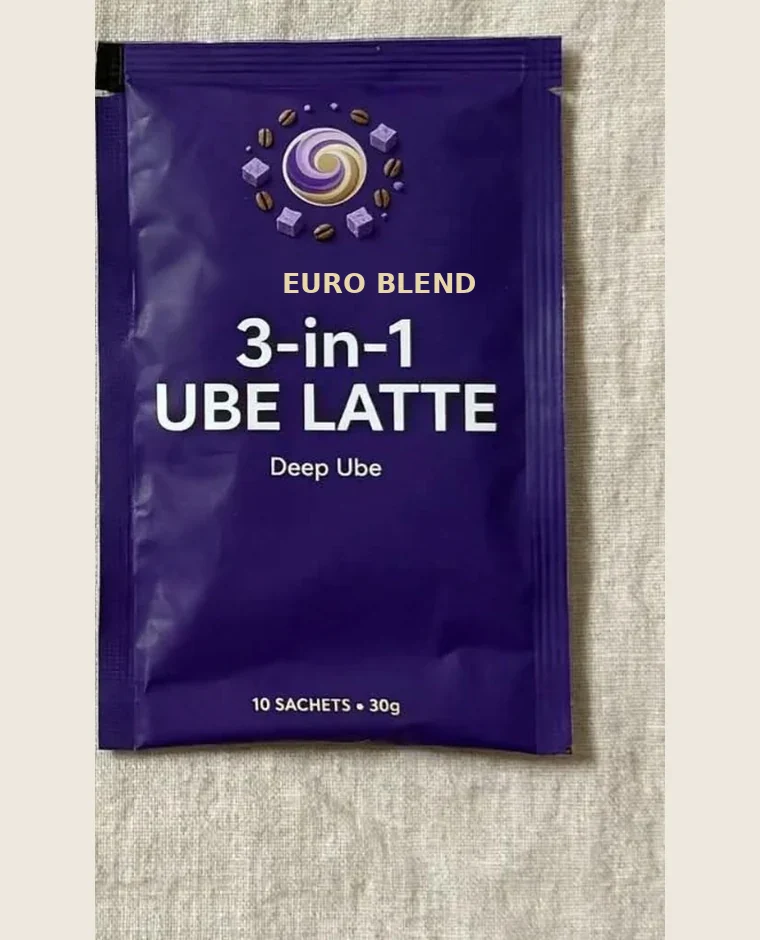 EURO BLEND
3-in-1
UBE LATTE
Deep Ube
10 SACHETS • 30g